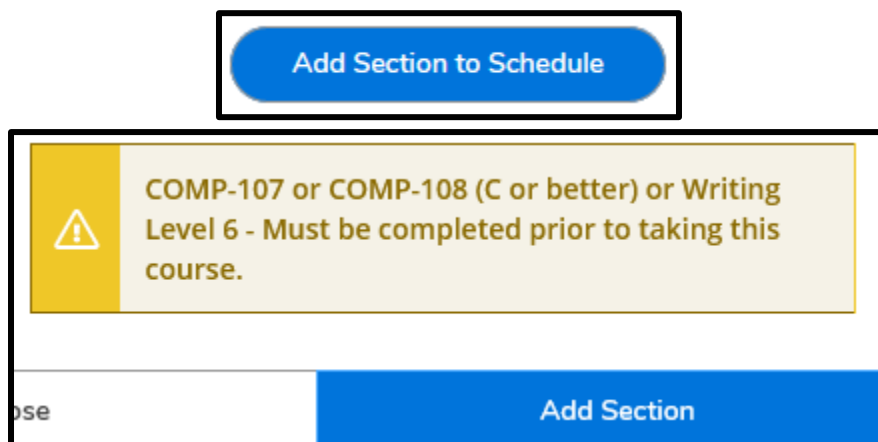 Add Section to Schedule
COMP-107 or COMP-108 (C or better) or Writing
Level 6 - Must be completed prior to taking this
course.
ose
Add Section